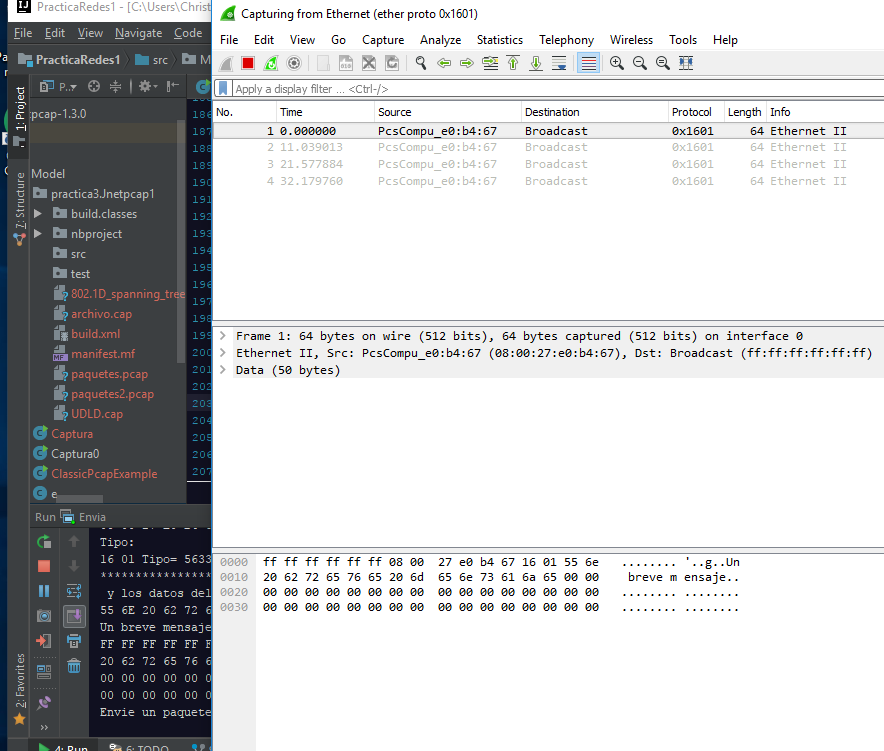 PracticaRedes1 - [C:\Users\Christ
File Edit View Navigate Code
PracticaRedes1 src M
P..
1: Project
7: Structure
2: Favorites
pcap-1.3.0
Model
practica3.Jnetpcap1
build.classes
nbproject
src
test
802.1D_spanning_tree
archivo.cap
build.xml
manifest.mf
paquetes.pcap
paquetes2.pcap
UDLD.cap
Captura
Captura0
ClassicPcapExample
e
186
187
188
189
190
191
192
193
194
195
196
197
198
199
200
201
202
203
204
205
206
207
Run Envia
Tipo:
16 01 Tipo= 5633
y los datos del
55 6E 20 62 72 6
Un breve mensaje
FF FF FF FF FF F
20 62 72 65 76 6
00 00 00 00 00 0
00 00 00 00 00 0
Envie un paquete
4: Run 6: TODO
Capturing from Ethernet (ether proto 0x1601)
File Edit View Go Capture Analyze Statistics Telephony Wireless Tools Help
Apply a display filter ... <Ctrl-/>
No. Time Source Destination Protocol Length Info
1 0.000000 PcsCompu_e0:b4:67 Broadcast 0x1601 64 Ethernet II
2 11.039013 PcsCompu_e0:b4:67 Broadcast 0x1601 64 Ethernet II
3 21.577884 PcsCompu_e0:b4:67 Broadcast 0x1601 64 Ethernet II
4 32.179760 PcsCompu_e0:b4:67 Broadcast 0x1601 64 Ethernet II
Frame 1: 64 bytes on wire (512 bits), 64 bytes captured (512 bits) on interface 0
Ethernet II, Src: PcsCompu_e0:b4:67 (08:00:27:e0:b4:67), Dst: Broadcast (ff:ff:ff:ff:ff:ff)
Data (50 bytes)
0000 ff ff ff ff ff ff 08 00 27 e0 b4 67 16 01 55 6e ........ '..g..Un
0010 20 62 72 65 76 65 20 6d 65 6e 73 61 6a 65 00 00 breve m ensaje..
0020 00 00 00 00 00 00 00 00 00 00 00 00 00 00 00 00 ........ ........
0030 00 00 00 00 00 00 00 00 00 00 00 00 00 00 00 00 ........ ........